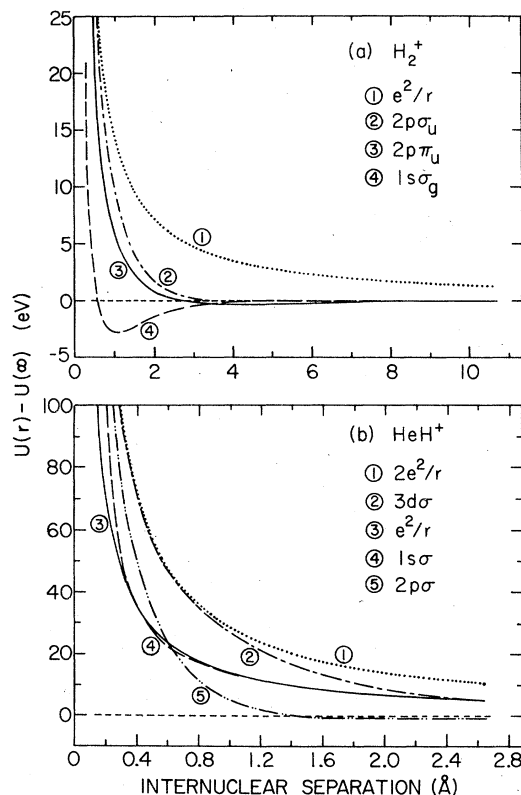 25
20
15
10
5
0
-5
(a) H₂⁺
① e²/r
② 2pσᵤ
③ 2pπᵤ
④ 1sσ_g
①
②
③
④
0 2 4 6 8 10
U(r) – U(∞) (eV)
100
80
60
40
20
0
(b) HeH⁺
① 2e²/r
② 3dσ
③ e²/r
④ 1sσ
⑤ 2pσ
③
④
⑤
②
①
0 0.4 0.8 1.2 1.6 2.0 2.4 2.8
INTERNUCLEAR SEPARATION (Å)